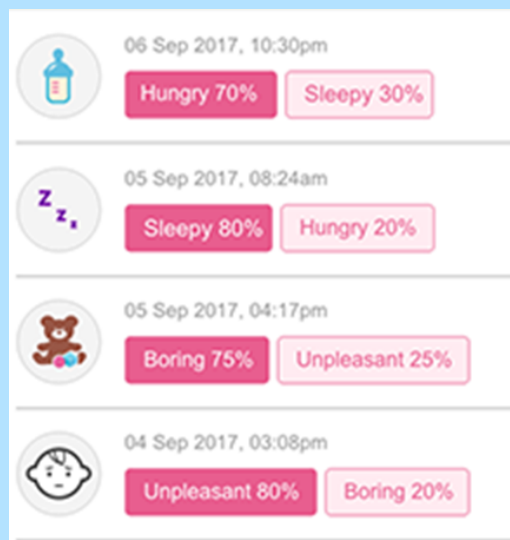 06 Sep 2017, 10:30pm
Hungry 70% Sleepy 30%
z z z
05 Sep 2017, 08:24am
Sleepy 80% Hungry 20%
05 Sep 2017, 04:17pm
Boring 75% Unpleasant 25%
04 Sep 2017, 03:08pm
Unpleasant 80% Boring 20%